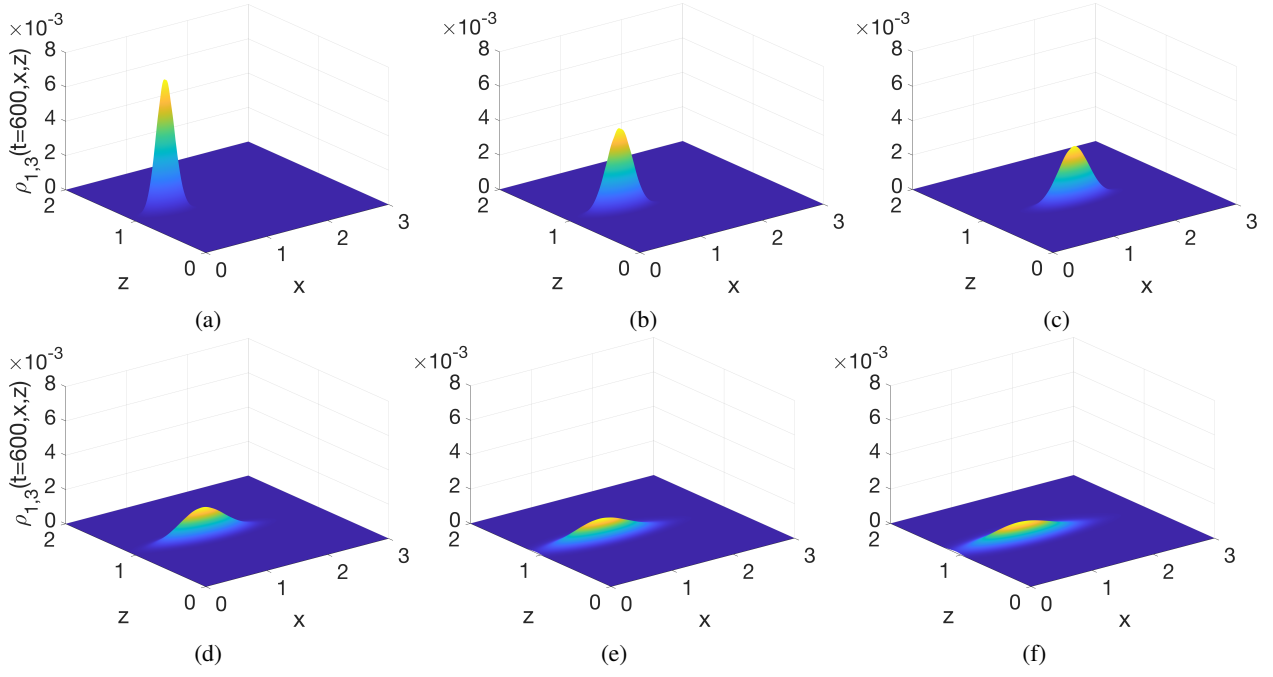 ×10⁻³ ×10⁻³ ×10⁻³
ρ₁,₃(t=600,x,z)
8 8 8
6 6 6
4 4 4
2 2 2
0 0 0
2 3 2 3 2 3
1 2 1 2 1 2
1 1 1
0 0 0 0 0 0
z x z x z x
(a) (b) (c)
×10⁻³ ×10⁻³ ×10⁻³
ρ₁,₃(t=600,x,z)
8 8 8
6 6 6
4 4 4
2 2 2
0 0 0
2 3 2 3 2 3
1 2 1 2 1 2
1 1 1
0 0 0 0 0 0
z x z x z x
(d) (e) (f)